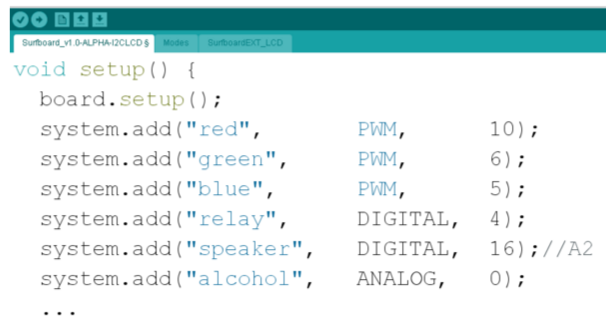 Surfboard_v1.0-ALPHA-I2CLCD § Modes SurfboardEXT_LCD
void setup() {
board.setup();
system.add("red", PWM, 10);
system.add("green", PWM, 6);
system.add("blue", PWM, 5);
system.add("relay", DIGITAL, 4);
system.add("speaker", DIGITAL, 16);//A2
system.add("alcohol", ANALOG, 0);
...